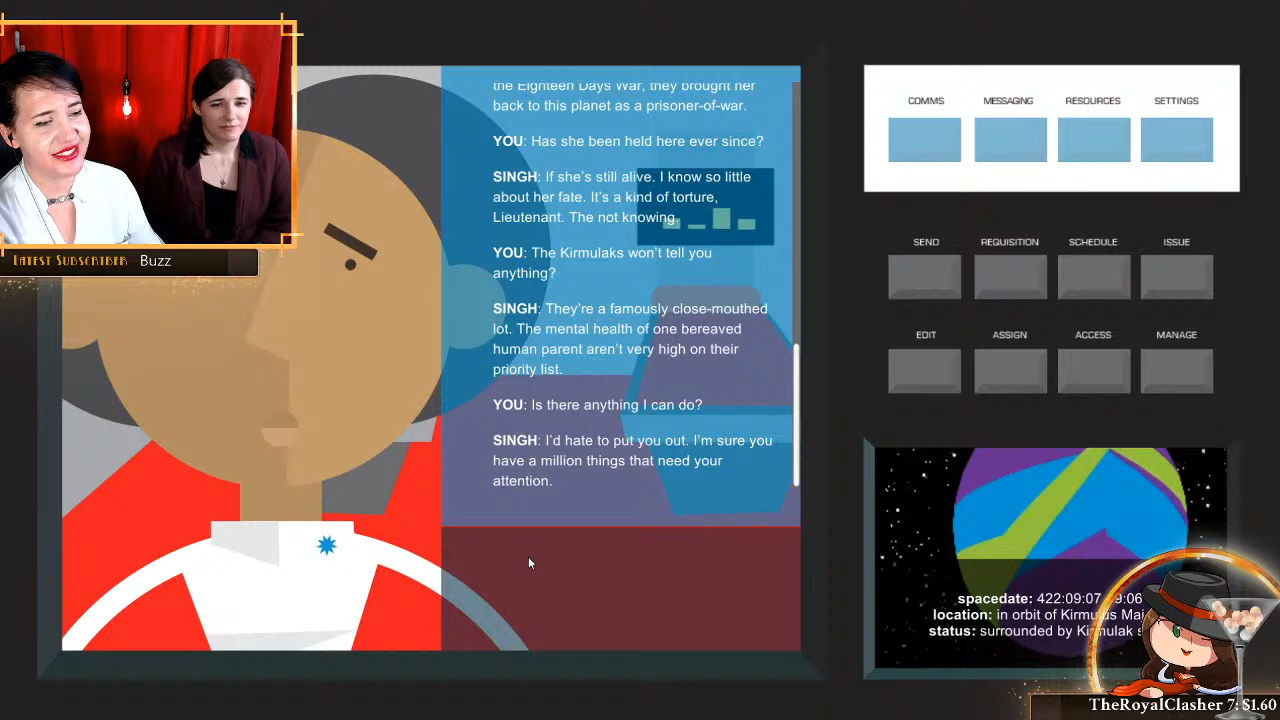 the Eighteen Days War, they brought her
back to this planet as a prisoner-of-war.
YOU: Has she been held here ever since?
SINGH: If she's still alive. I know so little
about her fate. It's a kind of torture,
Lieutenant. The not knowing.
YOU: The Kirmulaks won't tell you
anything?
SINGH: They're a famously close-mouthed
lot. The mental health of one bereaved
human parent aren't very high on their
priority list.
YOU: Is there anything I can do?
SINGH: I'd hate to put you out. I'm sure you
have a million things that need your
attention.
LATEST SUBSCRIBER Buzz
COMMS MESSAGING RESOURCES SETTINGS
SEND REQUISITION SCHEDULE ISSUE
EDIT ASSIGN ACCESS MANAGE
spacedate: 422:09:07
location: in orbit of Kirmulas Mai
status: surrounded by Kirmulak s
TheRoyalClasher 7: $1.60